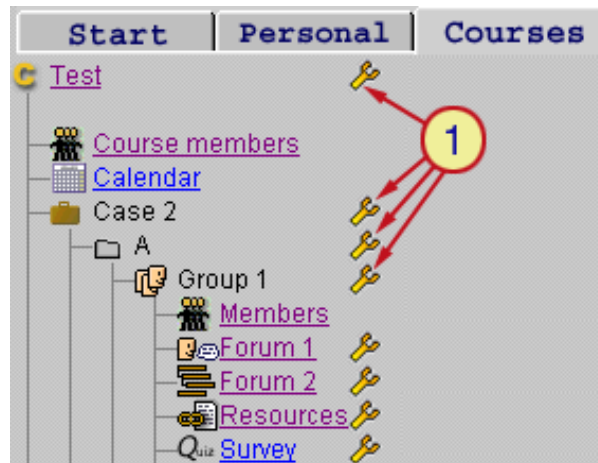 Start Personal Courses
C Test
1
Course members
Calendar
Case 2
A
Group 1
Members
Forum 1
Forum 2
Resources
Quiz Survey